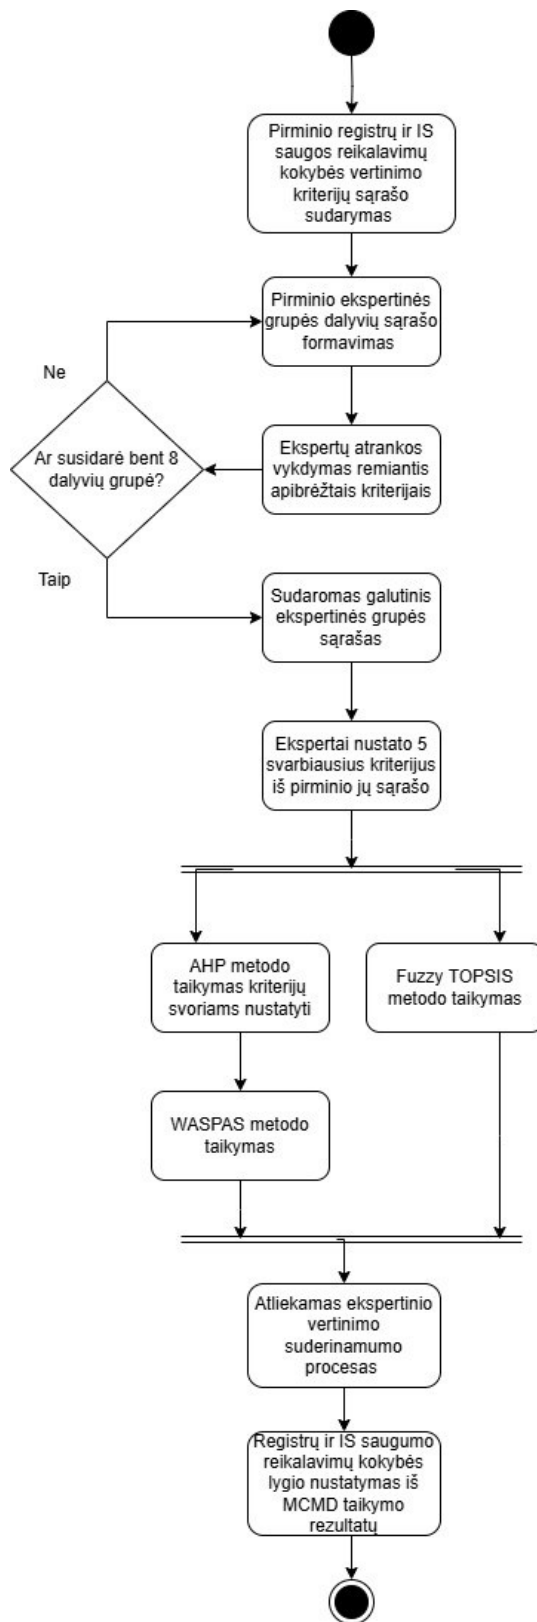 Pirminio registrų ir IS
saugos reikalavimų
kokybės vertinimo
kriterijų sąrašo
sudarymas
Pirminio ekspertinės
grupės dalyvių sąrašo
formavimas
Ne
Ar susidarė bent 8
dalyvių grupė?
Ekspertų atrankos
vykdymas remiantis
apibrėžtais kriterijais
Taip
Sudaromas galutinis
ekspertinės grupės
sąrašas
Ekspertai nustato 5
svarbiausius kriterijus
iš pirminio jų sąrašo
AHP metodo
taikymas kriterijų
svoriams nustatyti
Fuzzy TOPSIS
metodo taikymas
WASPAS metodo
taikymas
Atliekamas ekspertinio
vertinimo
suderinamumo
procesas
Registrų ir IS saugumo
reikalavimų kokybės
lygio nustatymas iš
MCMD taikymo
rezultatų